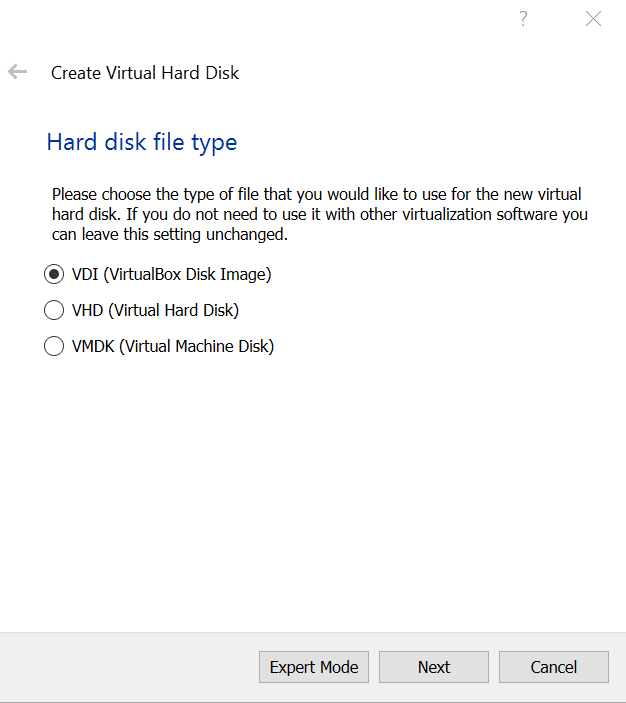 ?
Create Virtual Hard Disk
Hard disk file type
Please choose the type of file that you would like to use for the new virtual
hard disk. If you do not need to use it with other virtualization software you
can leave this setting unchanged.
VDI (VirtualBox Disk Image)
VHD (Virtual Hard Disk)
VMDK (Virtual Machine Disk)
Expert Mode Next Cancel